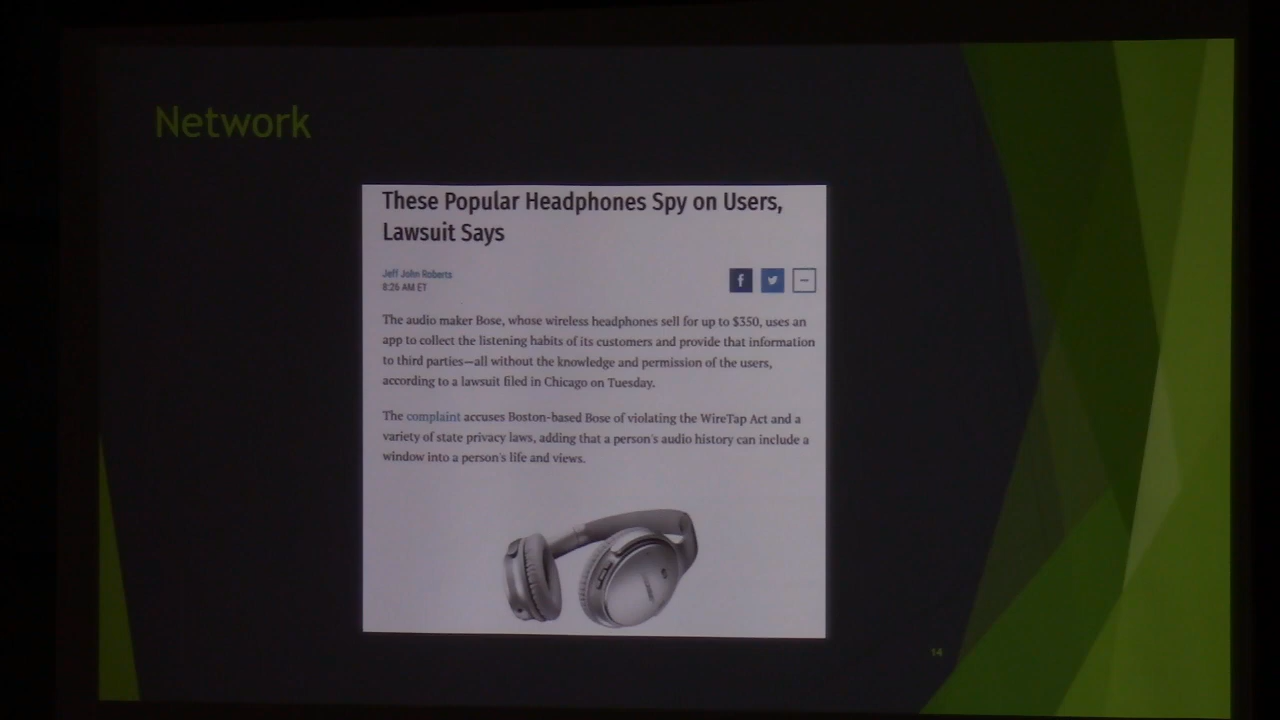 Network
These Popular Headphones Spy on Users,
Lawsuit Says
Jeff John Roberts
8:26 AM ET
The audio maker Bose, whose wireless headphones sell for up to $350, uses an
app to collect the listening habits of its customers and provide that information
to third parties—all without the knowledge and permission of the users,
according to a lawsuit filed in Chicago on Tuesday.
The complaint accuses Boston-based Bose of violating the WireTap Act and a
variety of state privacy laws, adding that a person's audio history can include a
window into a person's life and views.
14